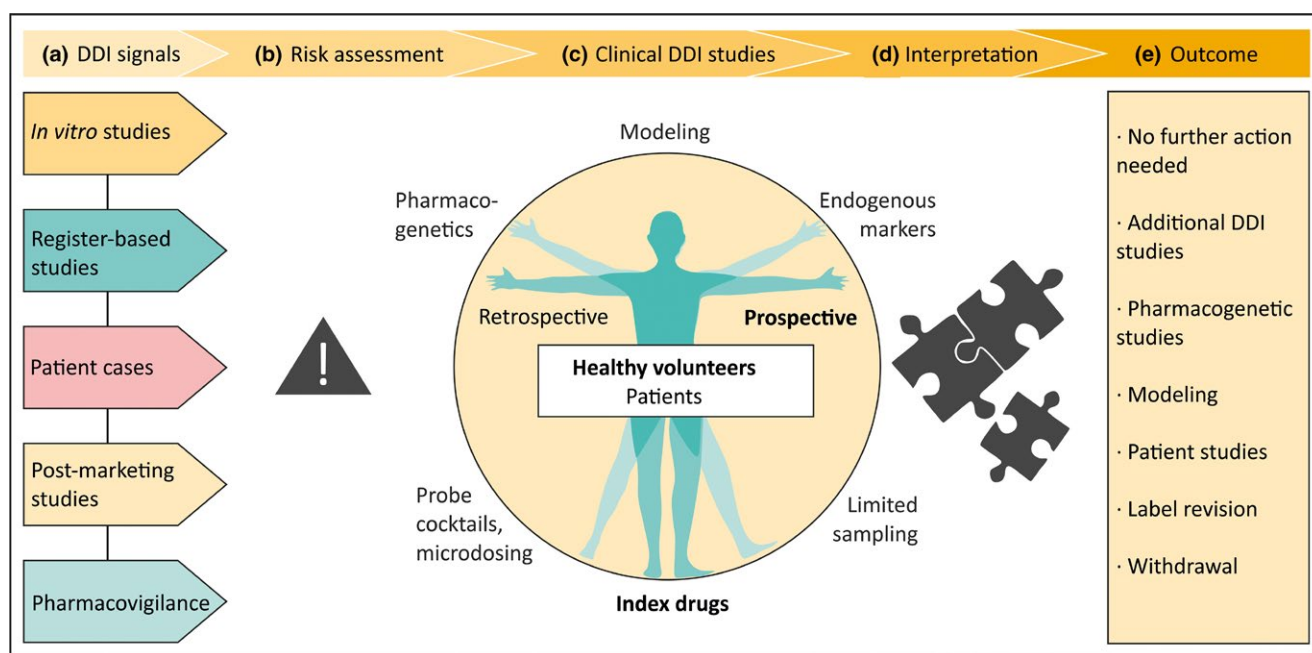 (a) DDI signals
(b) Risk assessment
(c) Clinical DDI studies
(d) Interpretation
(e) Outcome
In vitro studies
Register-based
studies
Patient cases
Post-marketing
studies
Pharmacovigilance
!
Modeling
Pharmaco-
genetics
Endogenous
markers
Retrospective
Prospective
Healthy volunteers
Patients
Probe
cocktails,
microdosing
Limited
sampling
Index drugs
· No further action
needed
· Additional DDI
studies
· Pharmacogenetic
studies
· Modeling
· Patient studies
· Label revision
· Withdrawal